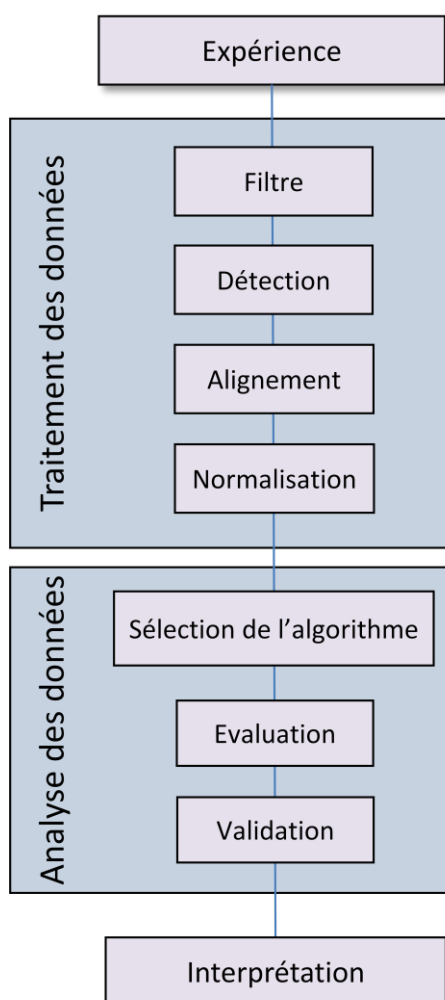 Expérience
Traitement des données
Filtre
Détection
Alignement
Normalisation
Analyse des données
Sélection de l’algorithme
Evaluation
Validation
Interprétation